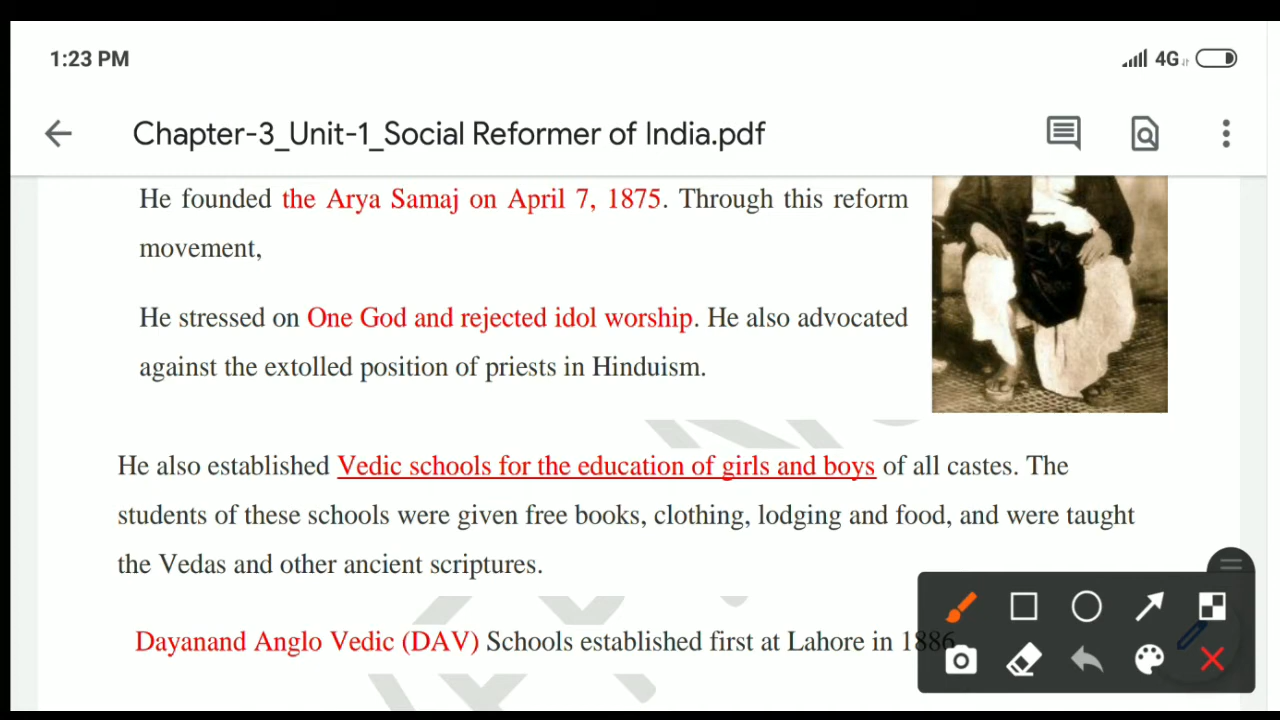 1:23 PM
4G
Chapter-3_Unit-1_Social Reformer of India.pdf
He founded the Arya Samaj on April 7, 1875. Through this reform
movement,
He stressed on One God and rejected idol worship. He also advocated
against the extolled position of priests in Hinduism.
He also established Vedic schools for the education of girls and boys of all castes. The
students of these schools were given free books, clothing, lodging and food, and were taught
the Vedas and other ancient scriptures.
Dayanand Anglo Vedic (DAV) Schools established first at Lahore in 1886